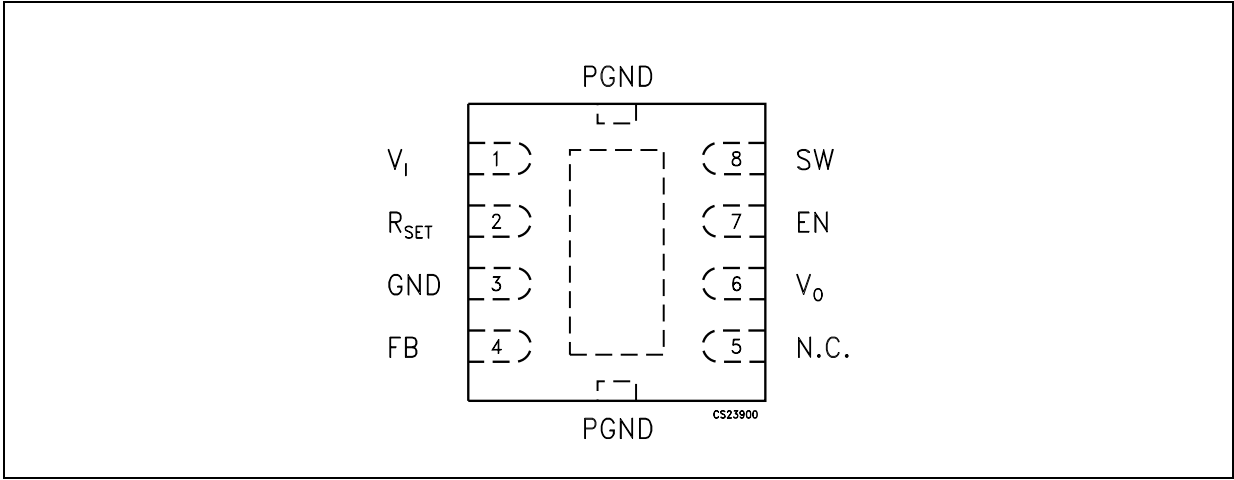 PGND
V_I 1 8 SW
R_SET 2 7 EN
GND 3 6 V_O
FB 4 5 N.C.
CS23900
PGND